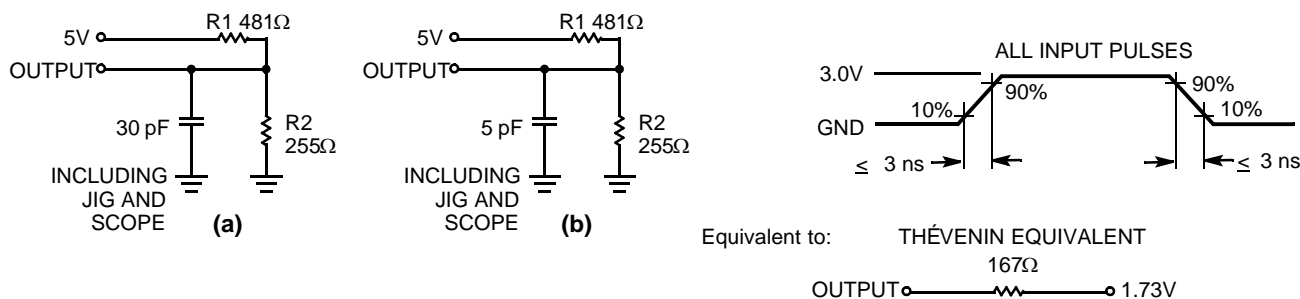 R1 481Ω
5V
OUTPUT
30 pF
R2
255Ω
INCLUDING
JIG AND
SCOPE
(a)
R1 481Ω
5V
OUTPUT
5 pF
R2
255Ω
INCLUDING
JIG AND
SCOPE
(b)
ALL INPUT PULSES
3.0V
90%
90%
10%
10%
GND
≤ 3 ns
≤ 3 ns
Equivalent to: THÉVENIN EQUIVALENT
167Ω
OUTPUT 1.73V